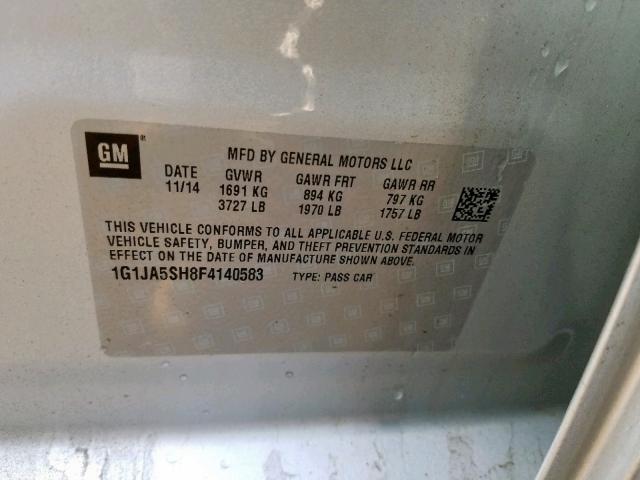 GM
MFD BY GENERAL MOTORS LLC
DATE GVWR GAWR FRT GAWR RR
11/14 1691 KG 894 KG 797 KG
3727 LB 1970 LB 1757 LB
THIS VEHICLE CONFORMS TO ALL APPLICABLE U.S. FEDERAL MOTOR
VEHICLE SAFETY, BUMPER, AND THEFT PREVENTION STANDARDS IN
EFFECT ON THE DATE OF MANUFACTURE SHOWN ABOVE.
1G1JA5SH8F4140583 TYPE: PASS CAR